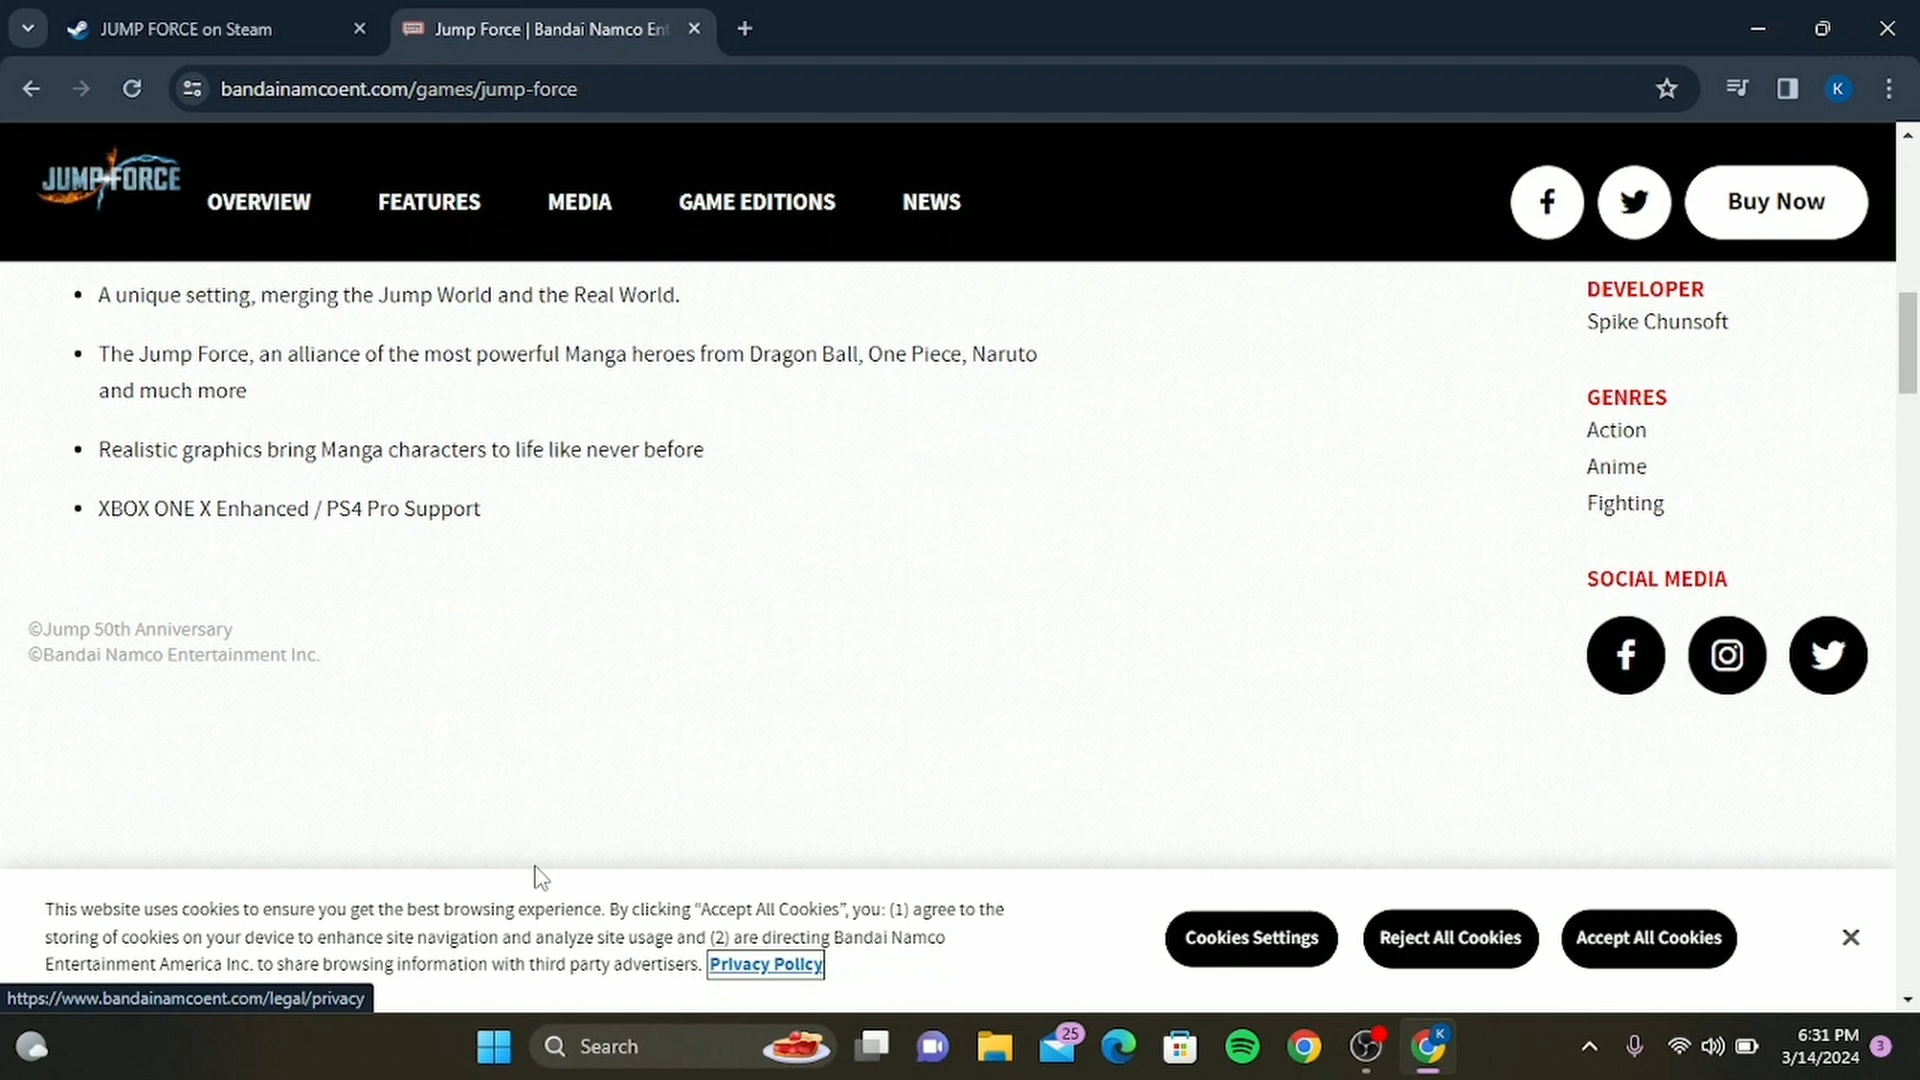 JUMP FORCE on Steam
Jump Force | Bandai Namco Ent
bandainamcoent.com/games/jump-force
K
JUMP FORCE
OVERVIEW
FEATURES
MEDIA
GAME EDITIONS
NEWS
Buy Now
• A unique setting, merging the Jump World and the Real World.
• The Jump Force, an alliance of the most powerful Manga heroes from Dragon Ball, One Piece, Naruto
and much more
• Realistic graphics bring Manga characters to life like never before
• XBOX ONE X Enhanced / PS4 Pro Support
©Jump 50th Anniversary
©Bandai Namco Entertainment Inc.
DEVELOPER
Spike Chunsoft
GENRES
Action
Anime
Fighting
SOCIAL MEDIA
This website uses cookies to ensure you get the best browsing experience. By clicking “Accept All Cookies”, you: (1) agree to the
storing of cookies on your device to enhance site navigation and analyze site usage and (2) are directing Bandai Namco
Entertainment America Inc. to share browsing information with third party advertisers. Privacy Policy
Cookies Settings
Reject All Cookies
Accept All Cookies
https://www.bandainamcoent.com/legal/privacy
Search
25
K
6:31 PM
3/14/2024
3